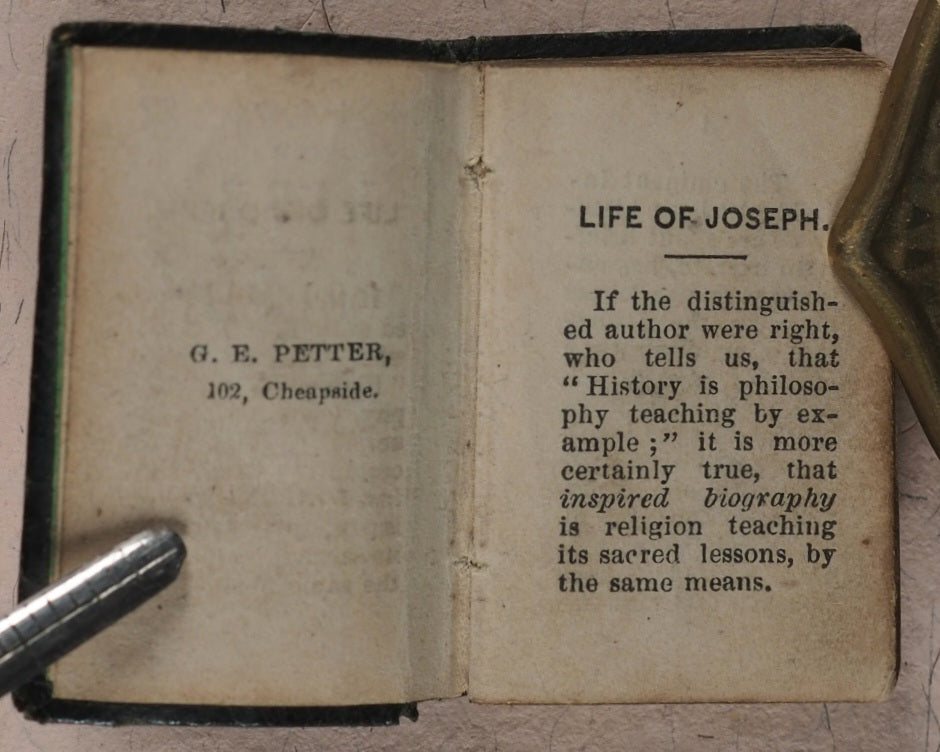 G. E. PETTER,
102, Cheapside.
LIFE OF JOSEPH.
If the distinguish-
ed author were right,
who tells us, that
“ History is philoso-
phy teaching by ex-
ample ;” it is more
certainly true, that
inspired biography
is religion teaching
its sacred lessons, by
the same means.